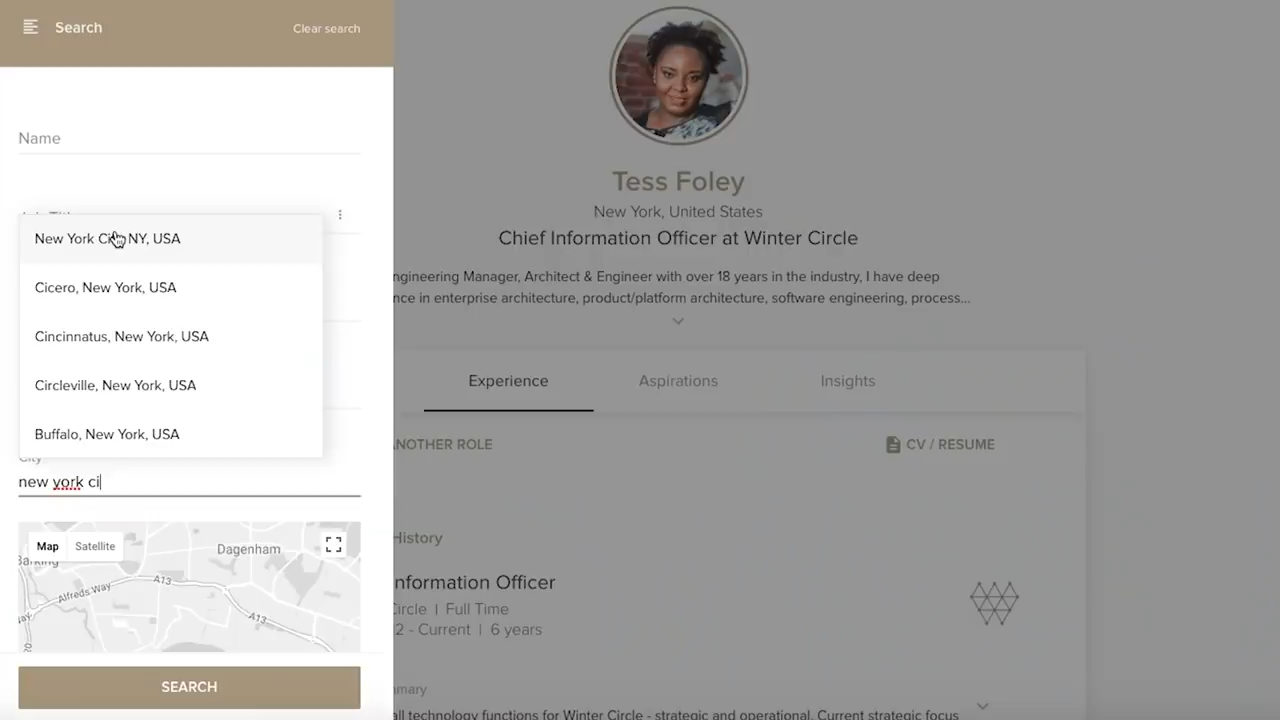 Search
Clear search
Name
New York Ci NY, USA
Cicero, New York, USA
Cincinnatus, New York, USA
Circleville, New York, USA
Buffalo, New York, USA
City
new york ci
Map
Satellite
Dagenham
Barking
A13
Alfreds Way
A13
SEARCH
Tess Foley
New York, United States
Chief Information Officer at Winter Circle
ngineering Manager, Architect & Engineer with over 18 years in the industry, I have deep
nce in enterprise architecture, product/platform architecture, software engineering, process...
Experience
Aspirations
Insights
NOTHER ROLE
CV / RESUME
History
nformation Officer
Circle | Full Time
2 - Current | 6 years
mmary
all technology functions for Winter Circle - strategic and operational. Current strategic focus